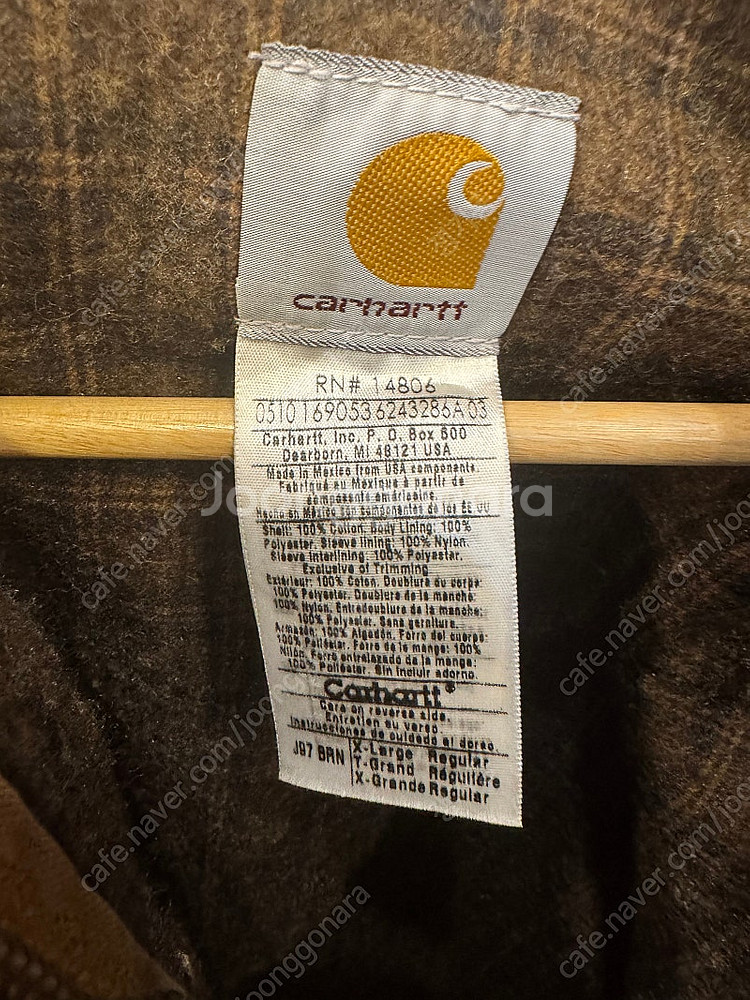 carhartt
RN# 14806
0510169053624328​6A03
Carhartt, Inc. P. O. Box 600
Dearborn, MI 48121 USA
Made in Mexico from USA components.
Fabriqué au Mexique à partir de
composants américains.
Hecho en México con componentes de los EE UU
Shell: 100% Cotton. Body Lining: 100%
Polyester. Sleeve lining: 100% Nylon.
Sleeve Interlining: 100% Polyester.
Exclusive of Trimming
Extérieur: 100% Coton. Doublure du corps:
100% Polyester. Doublure de la manche:
100% Nylon. Entredoublure de la manche:
100% Polyester. Sans garniture.
Armazón: 100% Algodón. Forro del cuerpo:
100% Poliéster. Forro de la manga: 100%
Nilón. Forro entrelazado de la manga:
100% Poliéster. Sin incluir adorno.
Carhartt®
Care on reverse side.
Entretien au verso.
Instrucciones de cuidado al dorso.
J97 BRN X-Large Regular
T-Grand Régulière
X-Grande Regular
Joonggonara
cafe.naver.com/joonggonara